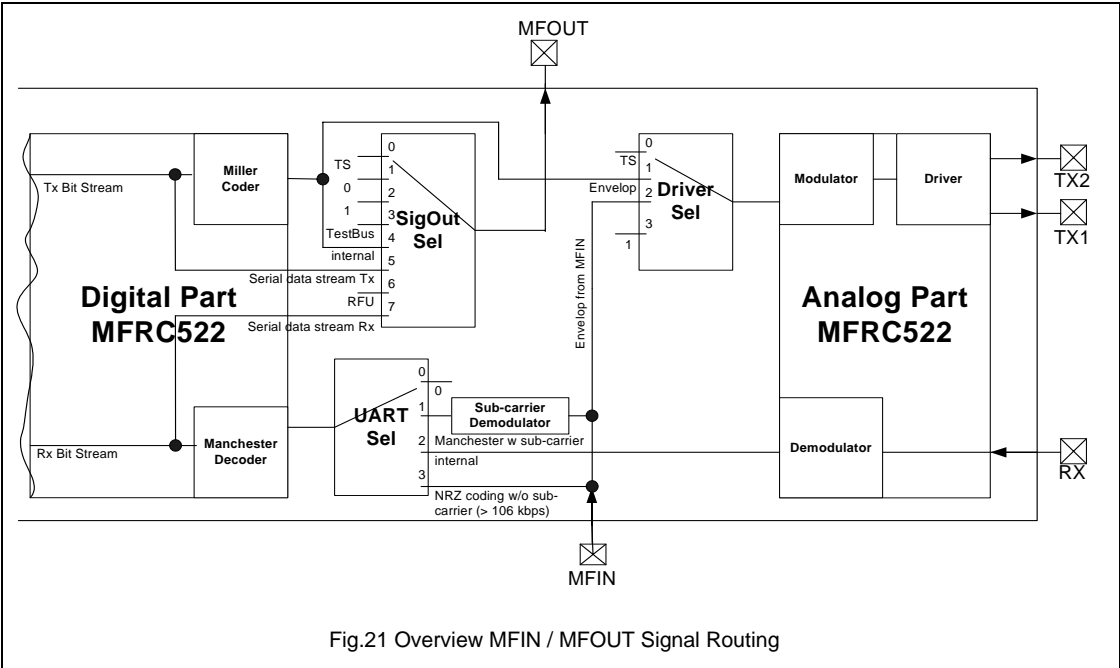 MFOUT
Tx Bit Stream
Miller
Coder
0
TS
1
0
2
1
3
TestBus
4
internal
5
Serial data stream Tx
6
RFU
7
Serial data stream Rx
SigOut
Sel
0
TS
1
Envelop
2
3
1
Driver
Sel
Envelop from MFIN
Modulator
Driver
TX2
TX1
Digital Part
MFRC522
Analog Part
MFRC522
Rx Bit Stream
Manchester
Decoder
UART
Sel
0
0
1
Sub-carrier
Demodulator
Manchester w sub-carrier
2
internal
3
NRZ coding w/o sub-
carrier (> 106 kbps)
Demodulator
RX
MFIN
Fig.21 Overview MFIN / MFOUT Signal Routing